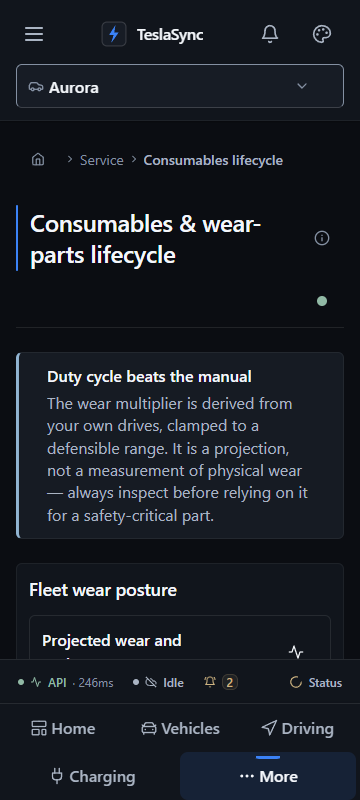 TeslaSync
Aurora
Service
Consumables lifecycle
Consumables & wear-
parts lifecycle
Duty cycle beats the manual
The wear multiplier is derived from
your own drives, clamped to a
defensible range. It is a projection,
not a measurement of physical wear
— always inspect before relying on it
for a safety-critical part.
Fleet wear posture
Projected wear and
API · 246ms
Idle
2
Status
Home
Vehicles
Driving
Charging
More